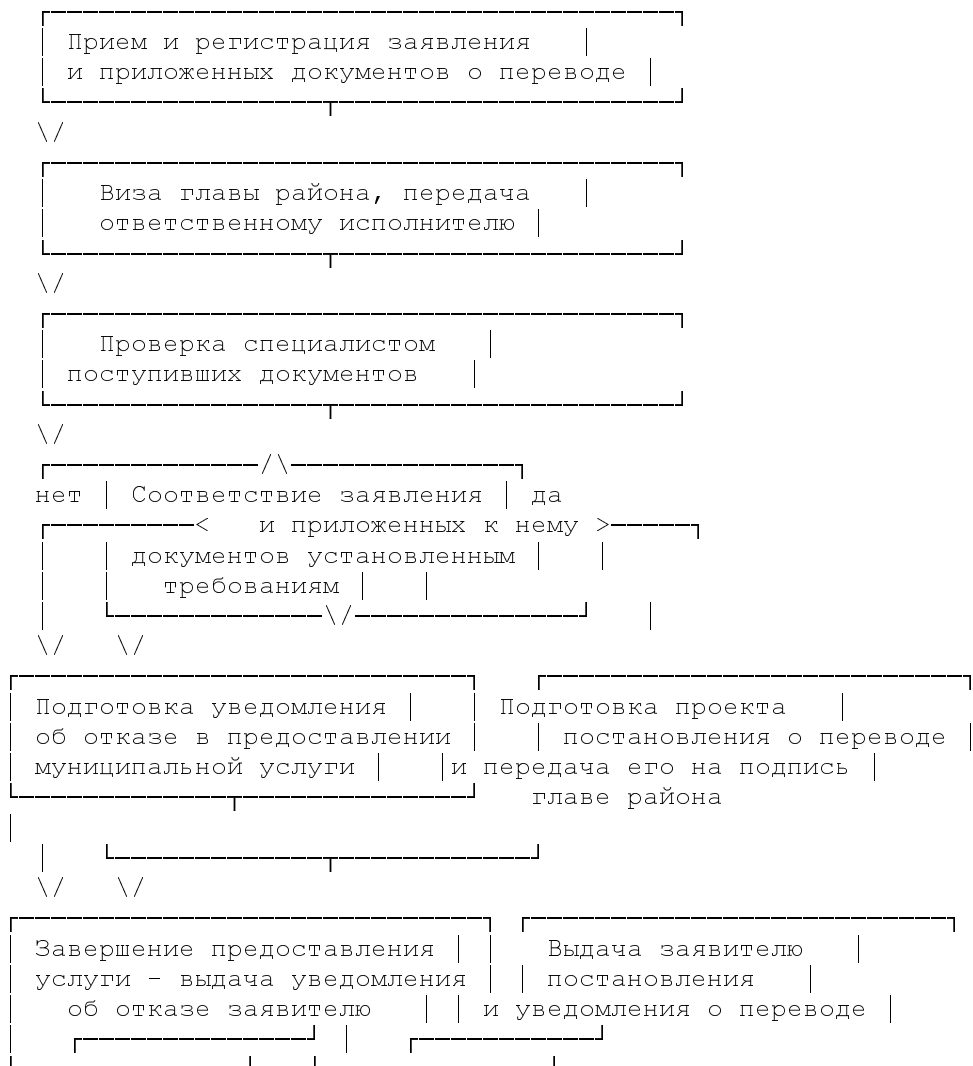 Прием и регистрация заявления
и приложенных документов о переводе
Виза главы района, передача
ответственному исполнителю
Проверка специалистом
поступивших документов
нет Соответствие заявления да
и приложенных к нему
документов установленным
требованиям
Подготовка уведомления Подготовка проекта
об отказе в предоставлении постановления о переводе
муниципальной услуги и передача его на подпись
главе района
Завершение предоставления Выдача заявителю
услуги - выдача уведомления постановления
об отказе заявителю и уведомления о переводе